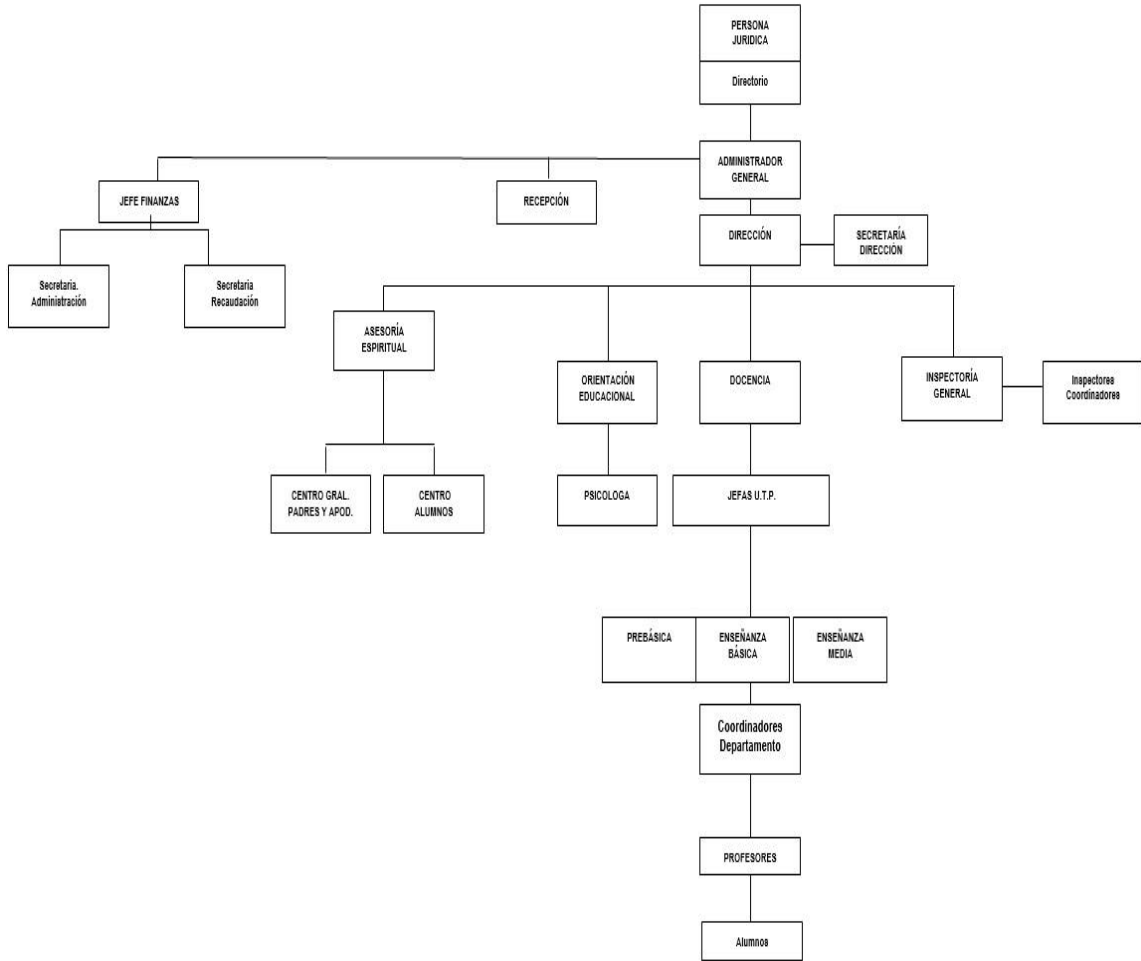 PERSONA
JURIDICA
Directorio
ADMINISTRADOR
GENERAL
JEFE FINANZAS
RECEPCIÓN
DIRECCIÓN
SECRETARÍA
DIRECCIÓN
Secretaria.
Administración
Secretaria
Recaudación
ASESORÍA
ESPIRITUAL
ORIENTACIÓN
EDUCACIONAL
DOCENCIA
INSPECTORÍA
GENERAL
Inspectores
Coordinadores
CENTRO GRAL.
PADRES Y APOD.
CENTRO
ALUMNOS
PSICOLOGA
JEFAS U.T.P.
PREBÁSICA
ENSEÑANZA
BÁSICA
ENSEÑANZA
MEDIA
Coordinadores
Departamento
PROFESORES
Alumnos